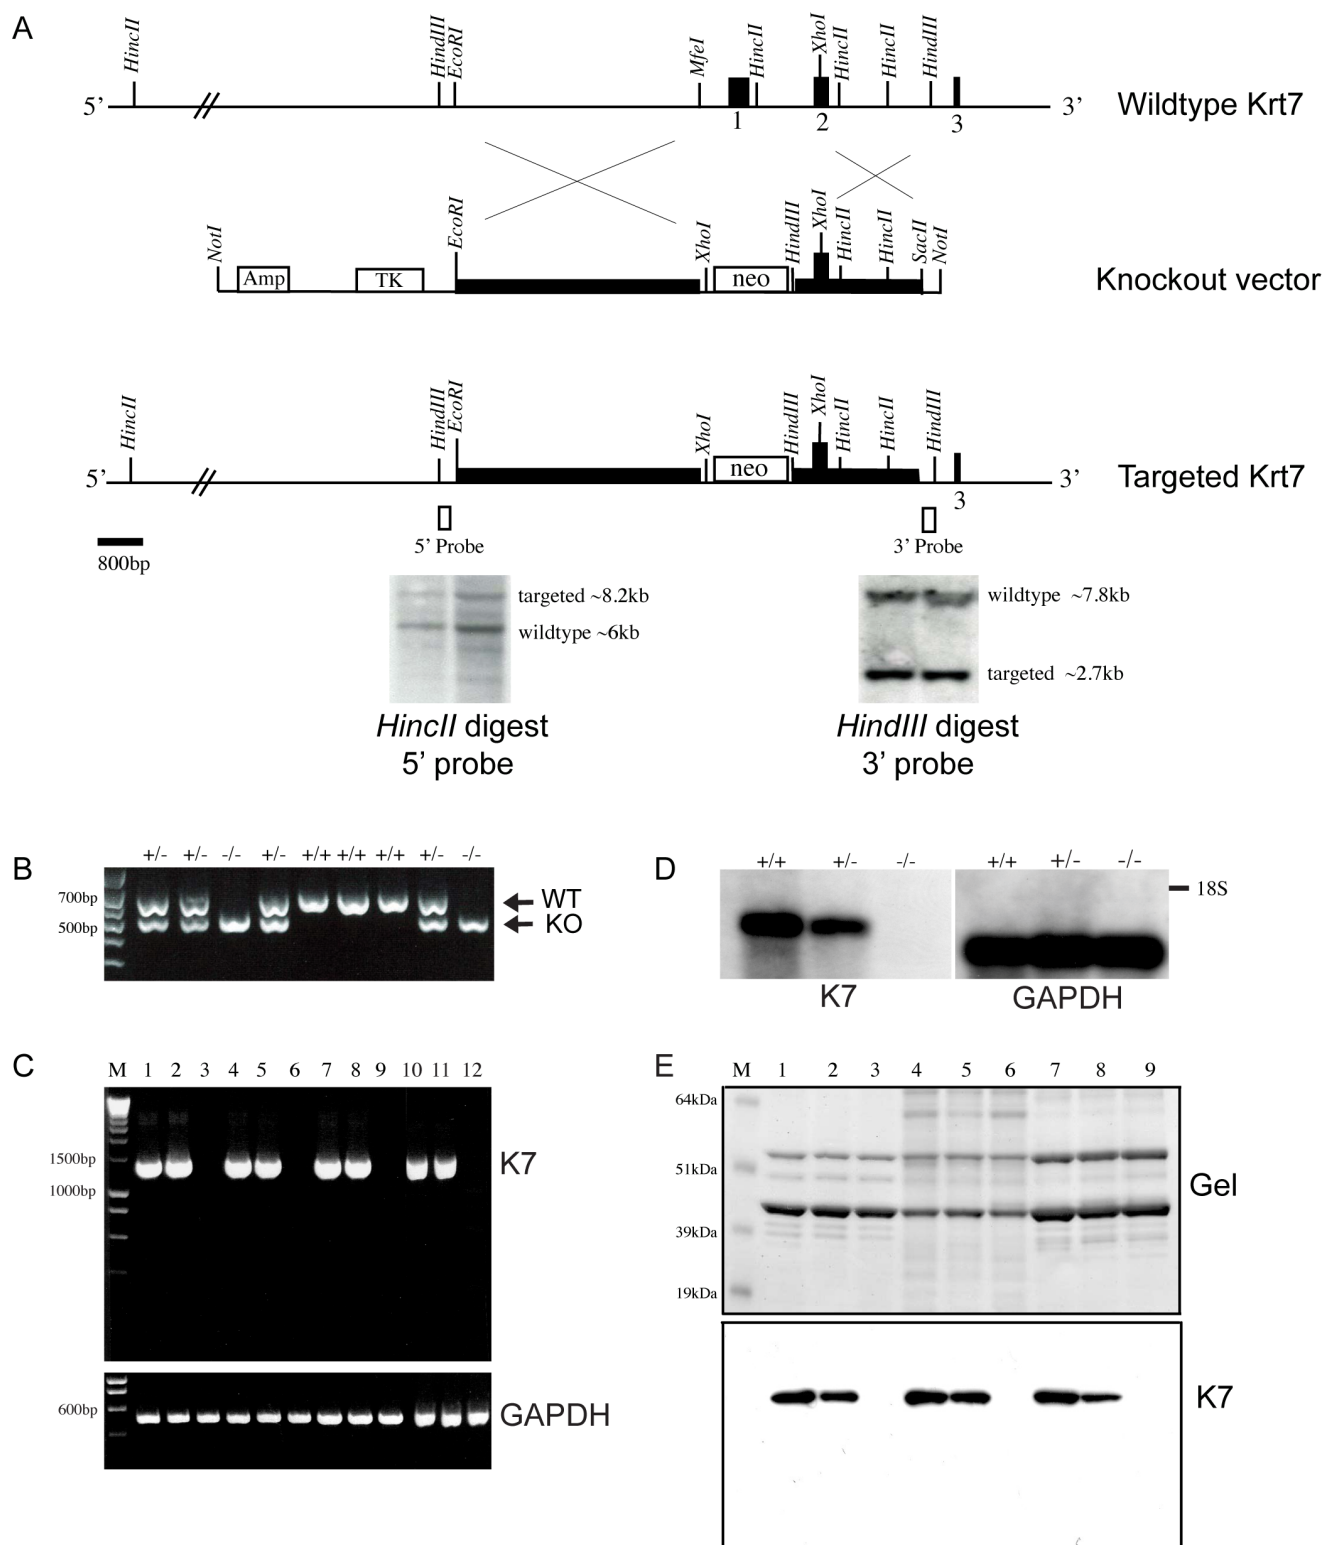 A
HincII
HindIII
EcoRI
MfeI
HincII
XhoI
HincII
HincII
HindIII
5’
3’
Wildtype Krt7
1
2
3
NotI
EcoRI
XhoI
HindIII
XhoI
HincII
HincII
SacII
NotI
Amp
TK
neo
Knockout vector
HincII
HindIII
EcoRI
XhoI
HindIII
XhoI
HincII
HincII
HindIII
5’
neo
3’
Targeted Krt7
3
800bp
5’ Probe
3’ Probe
targeted ~8.2kb
wildtype ~6kb
wildtype ~7.8kb
targeted ~2.7kb
HincII digest
5’ probe
HindIII digest
3’ probe
B
+/- +/- -/- +/- +/+ +/+ +/+ +/- -/-
700bp
500bp
WT
KO
D
+/+ +/- -/-
+/+ +/- -/-
18S
K7
GAPDH
C
M 1 2 3 4 5 6 7 8 9 10 11 12
1500bp
1000bp
K7
600bp
GAPDH
E
M 1 2 3 4 5 6 7 8 9
64kDa
51kDa
39kDa
19kDa
Gel
K7